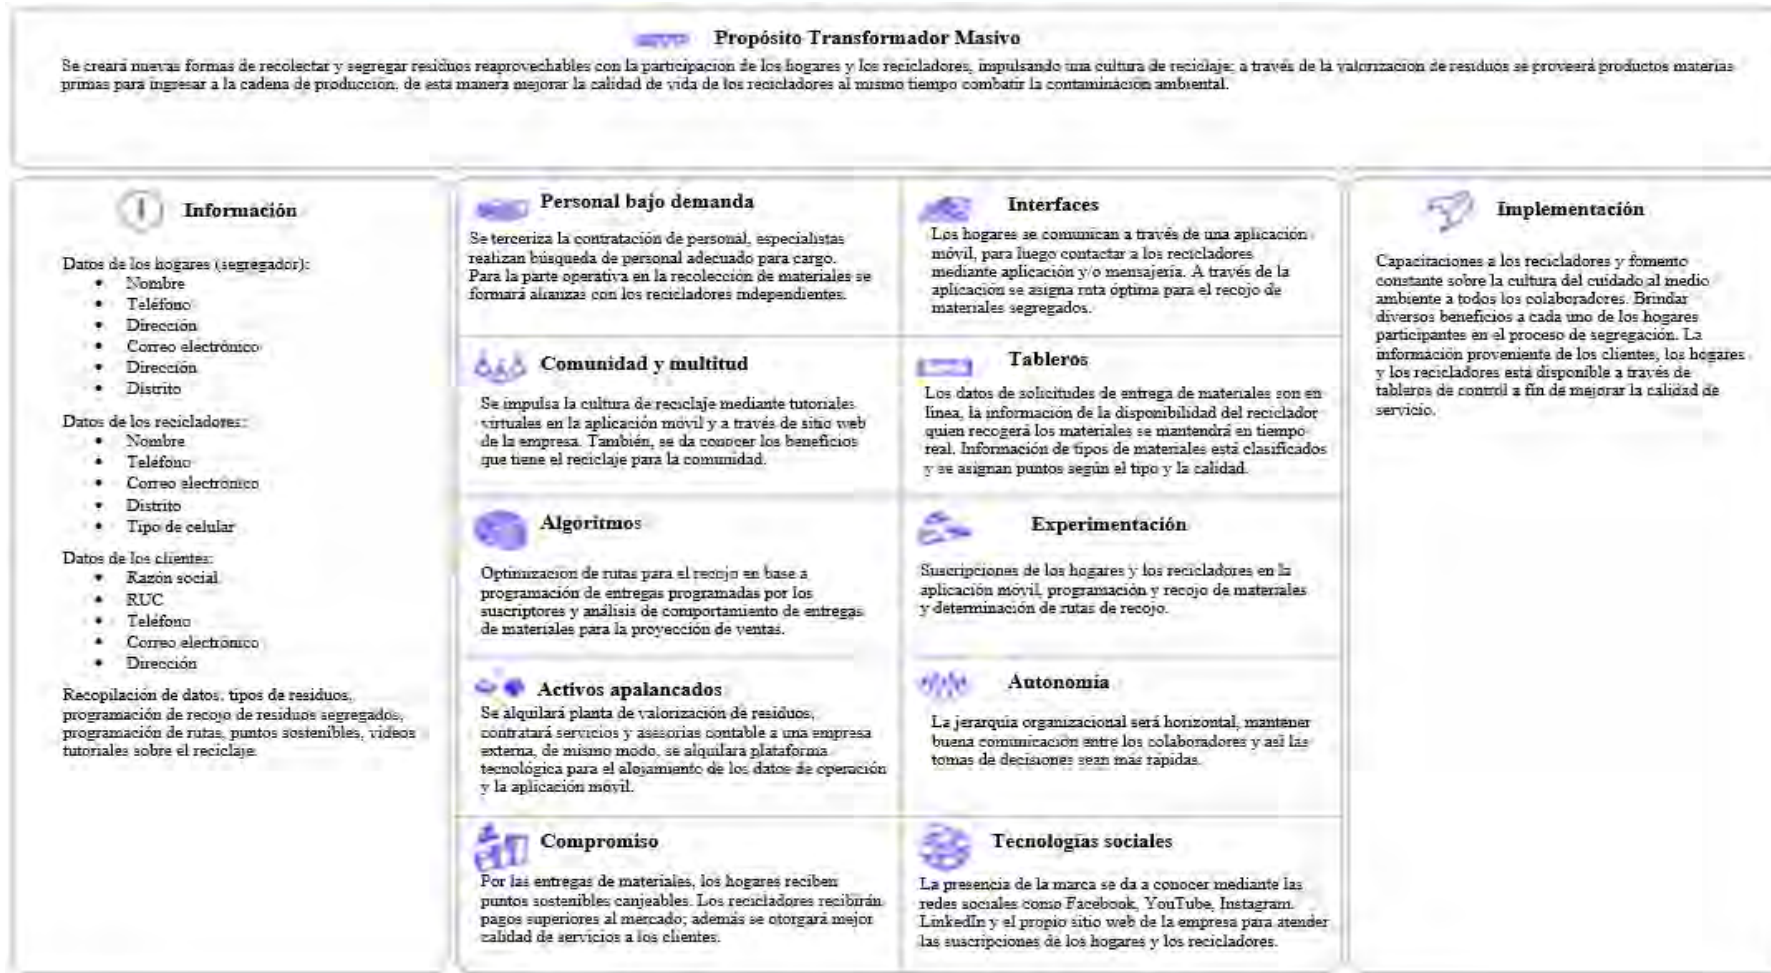 Propósito Transformador Masivo
Se creará nuevas formas de recolectar y segregar residuos reaprovechables con la participación de los hogares y los recicladores, impulsando una cultura de reciclaje; a través de la valorización de residuos se proveerá productos materias
primas para ingresar a la cadena de producción, de esta manera mejorar la calidad de vida de los recicladores al mismo tiempo combatir la contaminación ambiental.
Información
Datos de los hogares (segregador):
• Nombre
• Teléfono
• Dirección
• Correo electrónico
• Dirección
• Distrito
Datos de los recicladores:
• Nombre
• Teléfono
• Correo electrónico
• Distrito
• Tipo de celular
Datos de los clientes:
• Razón social
• RUC
• Teléfono
• Correo electrónico
• Dirección
Recopilación de datos, tipos de residuos,
programación de recojo de residuos segregados,
programación de rutas, puntos sostenibles, videos
tutoriales sobre el reciclaje.
Personal bajo demanda
Se terceriza la contratación de personal, especialistas
realizan búsqueda de personal adecuado para cargo.
Para la parte operativa en la recolección de materiales se
formará alianzas con los recicladores independientes.
Comunidad y multitud
Se impulsa la cultura de reciclaje mediante tutoriales
virtuales en la aplicación móvil y a través de sitio web
de la empresa. También, se da conocer los beneficios
que tiene el reciclaje para la comunidad.
Algoritmos
Optimización de rutas para el recojo en base a
programación de entregas programadas por los
suscriptores y análisis de comportamiento de entregas
de materiales para la proyección de ventas.
Activos apalancados
Se alquilará planta de valorización de residuos,
contratará servicios y asesorías contable a una empresa
externa, de mismo modo, se alquilará plataforma
tecnológica para el alojamiento de los datos de operación
y la aplicación móvil.
Compromiso
Por las entregas de materiales, los hogares reciben
puntos sostenibles canjeables. Los recicladores recibirán
pagos superiores al mercado; además se otorgará mejor
calidad de servicios a los clientes.
Interfaces
Los hogares se comunican a través de una aplicación
móvil, para luego contactar a los recicladores
mediante aplicación y/o mensajería. A través de la
aplicación se asigna ruta óptima para el recojo de
materiales segregados.
Tableros
Los datos de solicitudes de entrega de materiales son en
línea, la información de la disponibilidad del reciclador
quien recogerá los materiales se mantendrá en tiempo
real. Información de tipos de materiales está clasificados
y se asignan puntos según el tipo y la calidad.
Experimentación
Suscripciones de los hogares y los recicladores en la
aplicación móvil, programación y recojo de materiales
y determinación de rutas de recojo.
Autonomía
La jerarquía organizacional será horizontal, mantener
buena comunicación entre los colaboradores y así las
tomas de decisiones sean más rápidas.
Tecnologías sociales
La presencia de la marca se da a conocer mediante las
redes sociales como Facebook, YouTube, Instagram,
LinkedIn y el propio sitio web de la empresa para atender
las suscripciones de los hogares y los recicladores.
Implementación
Capacitaciones a los recicladores y fomento
constante sobre la cultura del cuidado al medio
ambiente a todos los colaboradores. Brindar
diversos beneficios a cada uno de los hogares
participantes en el proceso de segregación. La
información proveniente de los clientes, los hogares
y los recicladores está disponible a través de
tableros de control a fin de mejorar la calidad de
servicio.